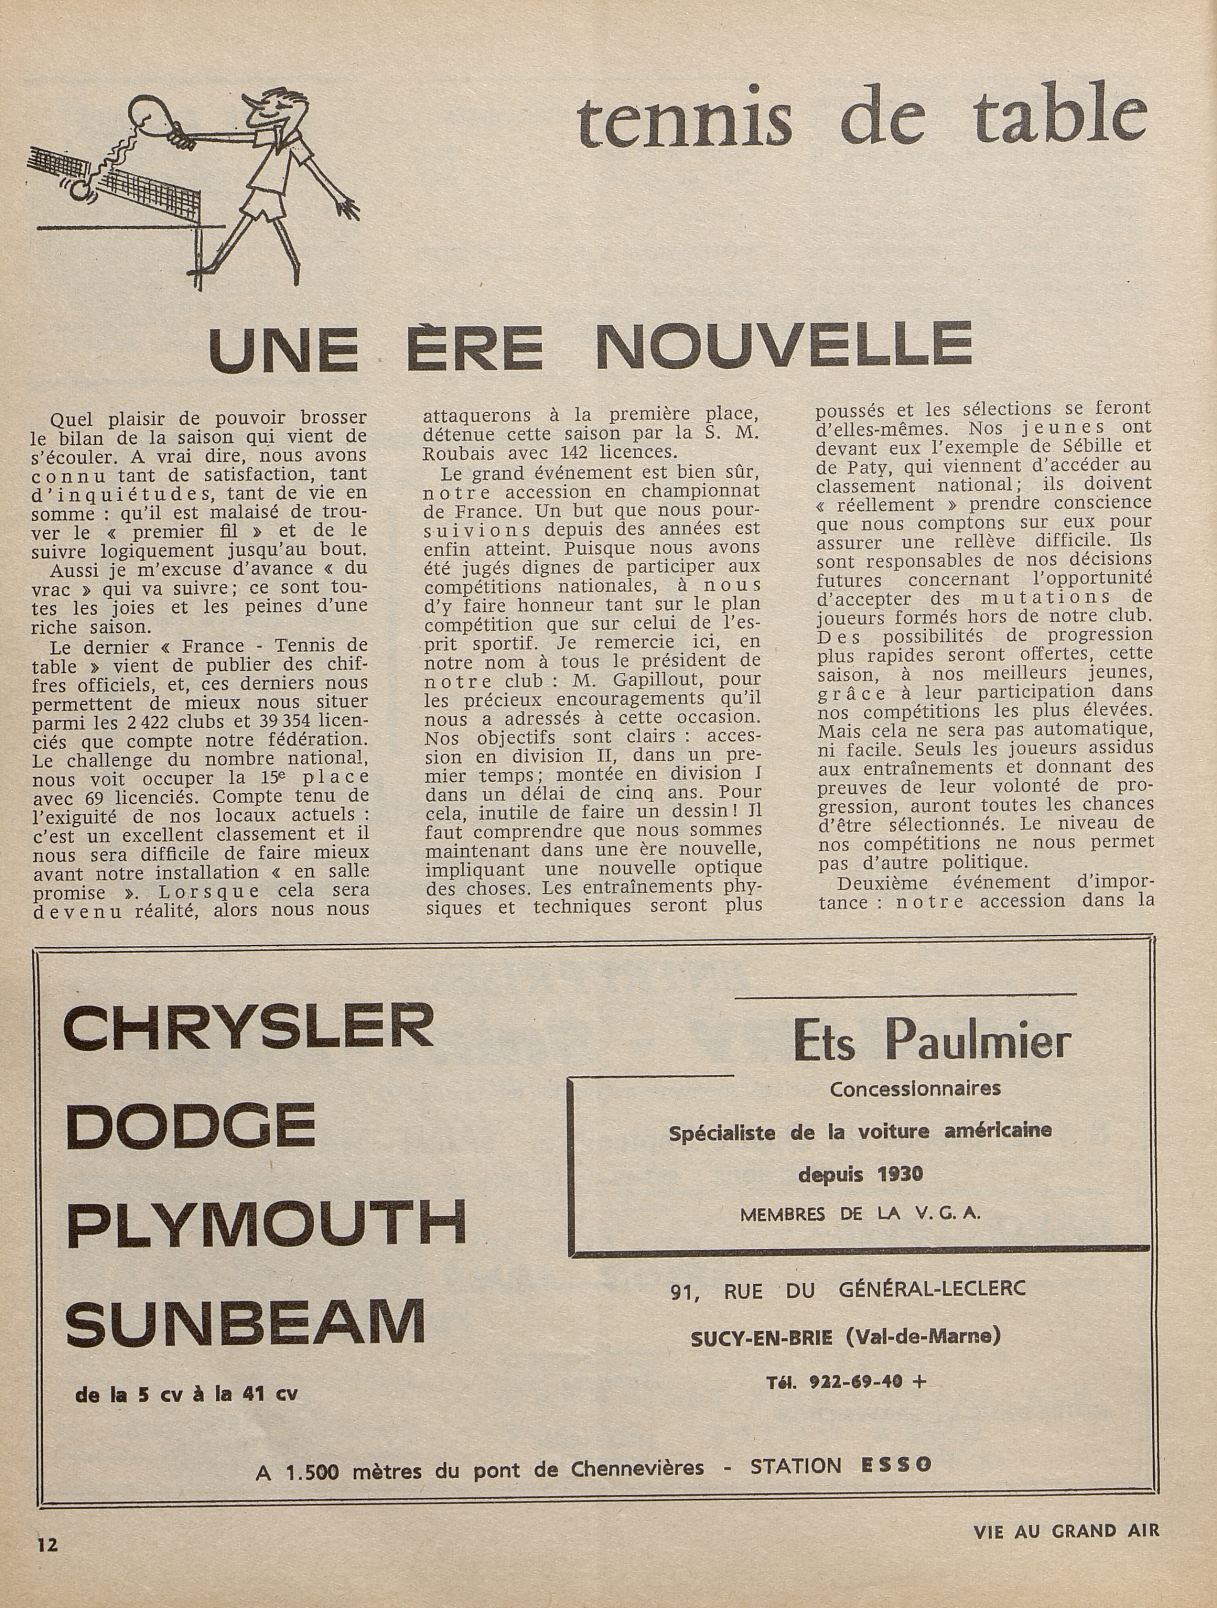 tennis de table
UNE ÈRE NOUVELLE
Quel plaisir de pouvoir brosser
le bilan de la saison qui vient de
s'écouler. A vrai dire, nous avons
connu tant de satisfaction, tant
d'inquiétudes, tant de vie en
somme : qu'il est malaisé de trou-
ver le « premier fil » et de le
suivre logiquement jusqu'au bout.
Aussi je m'excuse d'avance « du
vrac » qui va suivre; ce sont tou-
tes les joies et les peines d'une
riche saison.
Le dernier « France - Tennis de
table » vient de publier des chif-
fres officiels, et, ces derniers nous
permettent de mieux nous situer
parmi les 2 422 clubs et 39 354 licen-
ciés que compte notre fédération.
Le challenge du nombre national,
nous voit occuper la 15e place
avec 69 licenciés. Compte tenu de
l'exiguité de nos locaux actuels :
c'est un excellent classement et il
nous sera difficile de faire mieux
avant notre installation « en salle
promise ». Lorsque cela sera
devenu réalité, alors nous nous
attaquerons à la première place,
détenue cette saison par la S. M.
Roubais avec 142 licences.
Le grand événement est bien sûr,
notre accession en championnat
de France. Un but que nous pour-
suivions depuis des années est
enfin atteint. Puisque nous avons
été jugés dignes de participer aux
compétitions nationales, à nous
d'y faire honneur tant sur le plan
compétition que sur celui de l'es-
prit sportif. Je remercie ici, en
notre nom à tous le président de
notre club : M. Gapillout, pour
les précieux encouragements qu'il
nous a adressés à cette occasion.
Nos objectifs sont clairs : acces-
sion en division II, dans un pre-
mier temps; montée en division I
dans un délai de cinq ans. Pour
cela, inutile de faire un dessin! Il
faut comprendre que nous sommes
maintenant dans une ère nouvelle,
impliquant une nouvelle optique
des choses. Les entraînements phy-
siques et techniques seront plus
poussés et les sélections se feront
d'elles-mêmes. Nos jeunes ont
devant eux l'exemple de Sébille et
de Paty, qui viennent d'accéder au
classement national; ils doivent
« réellement » prendre conscience
que nous comptons sur eux pour
assurer une rellève difficile. Ils
sont responsables de nos décisions
futures concernant l'opportunité
d'accepter des mutations de
joueurs formés hors de notre club.
Des possibilités de progression
plus rapides seront offertes, cette
saison, à nos meilleurs jeunes,
grâce à leur participation dans
nos compétitions les plus élevées.
Mais cela ne sera pas automatique,
ni facile. Seuls les joueurs assidus
aux entraînements et donnant des
preuves de leur volonté de pro-
gression, auront toutes les chances
d'être sélectionnés. Le niveau de
nos compétitions ne nous permet
pas d'autre politique.
Deuxième événement d'impor-
tance : notre accession dans la
CHRYSLER
DODGE
PLYMOUTH
SUNBEAM
de la 5 cv à la 41 cv
Ets Paulmier
Concessionnaires
Spécialiste de la voiture américaine
depuis 1930
MEMBRES DE LA V. G. A.
91, RUE DU GÉNÉRAL-LECLERC
SUCY-EN-BRIE (Val-de-Marne)
Tél. 922-69-40 +
A 1.500 mètres du pont de Chennevières - STATION ESSO
12
VIE AU GRAND AIR